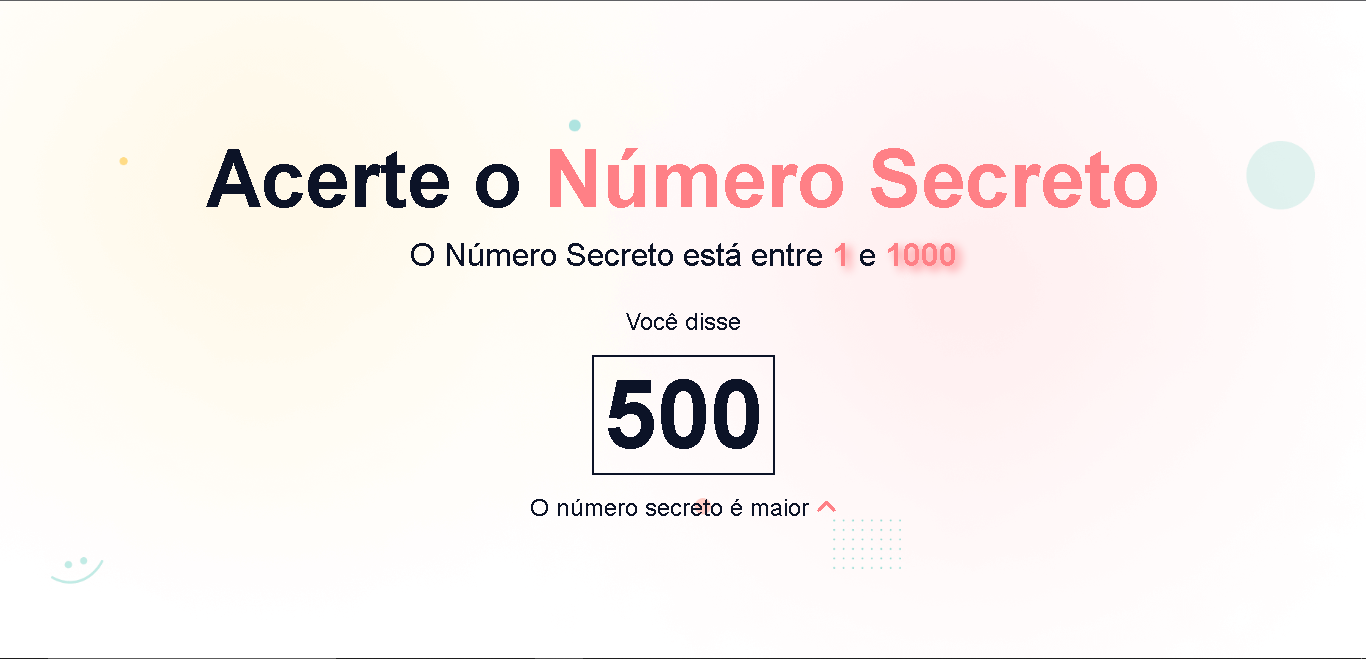 Acerte o Número Secreto
O Número Secreto está entre 1 e 1000
Você disse
500
O número secreto é maior